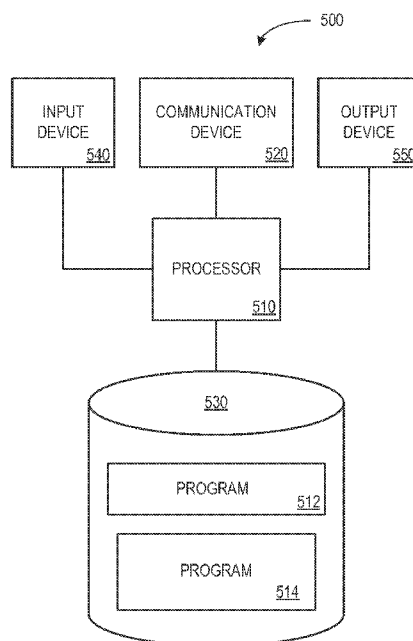 500
INPUT
DEVICE
540
COMMUNICATION
DEVICE
520
OUTPUT
DEVICE
550
PROCESSOR
510
530
PROGRAM
512
PROGRAM
514